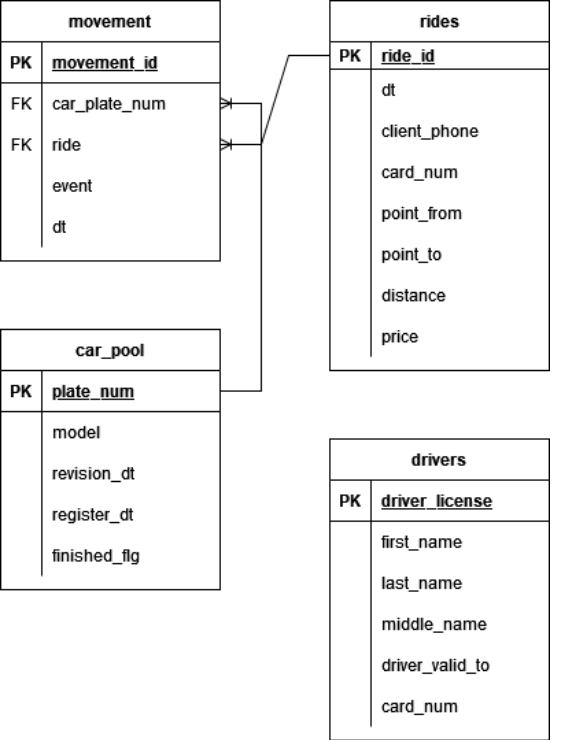 movement
PK movement_id
FK car_plate_num
FK ride
event
dt
rides
PK ride_id
dt
client_phone
card_num
point_from
point_to
distance
price
car_pool
PK plate_num
model
revision_dt
register_dt
finished_flg
drivers
PK driver_license
first_name
last_name
middle_name
driver_valid_to
card_num